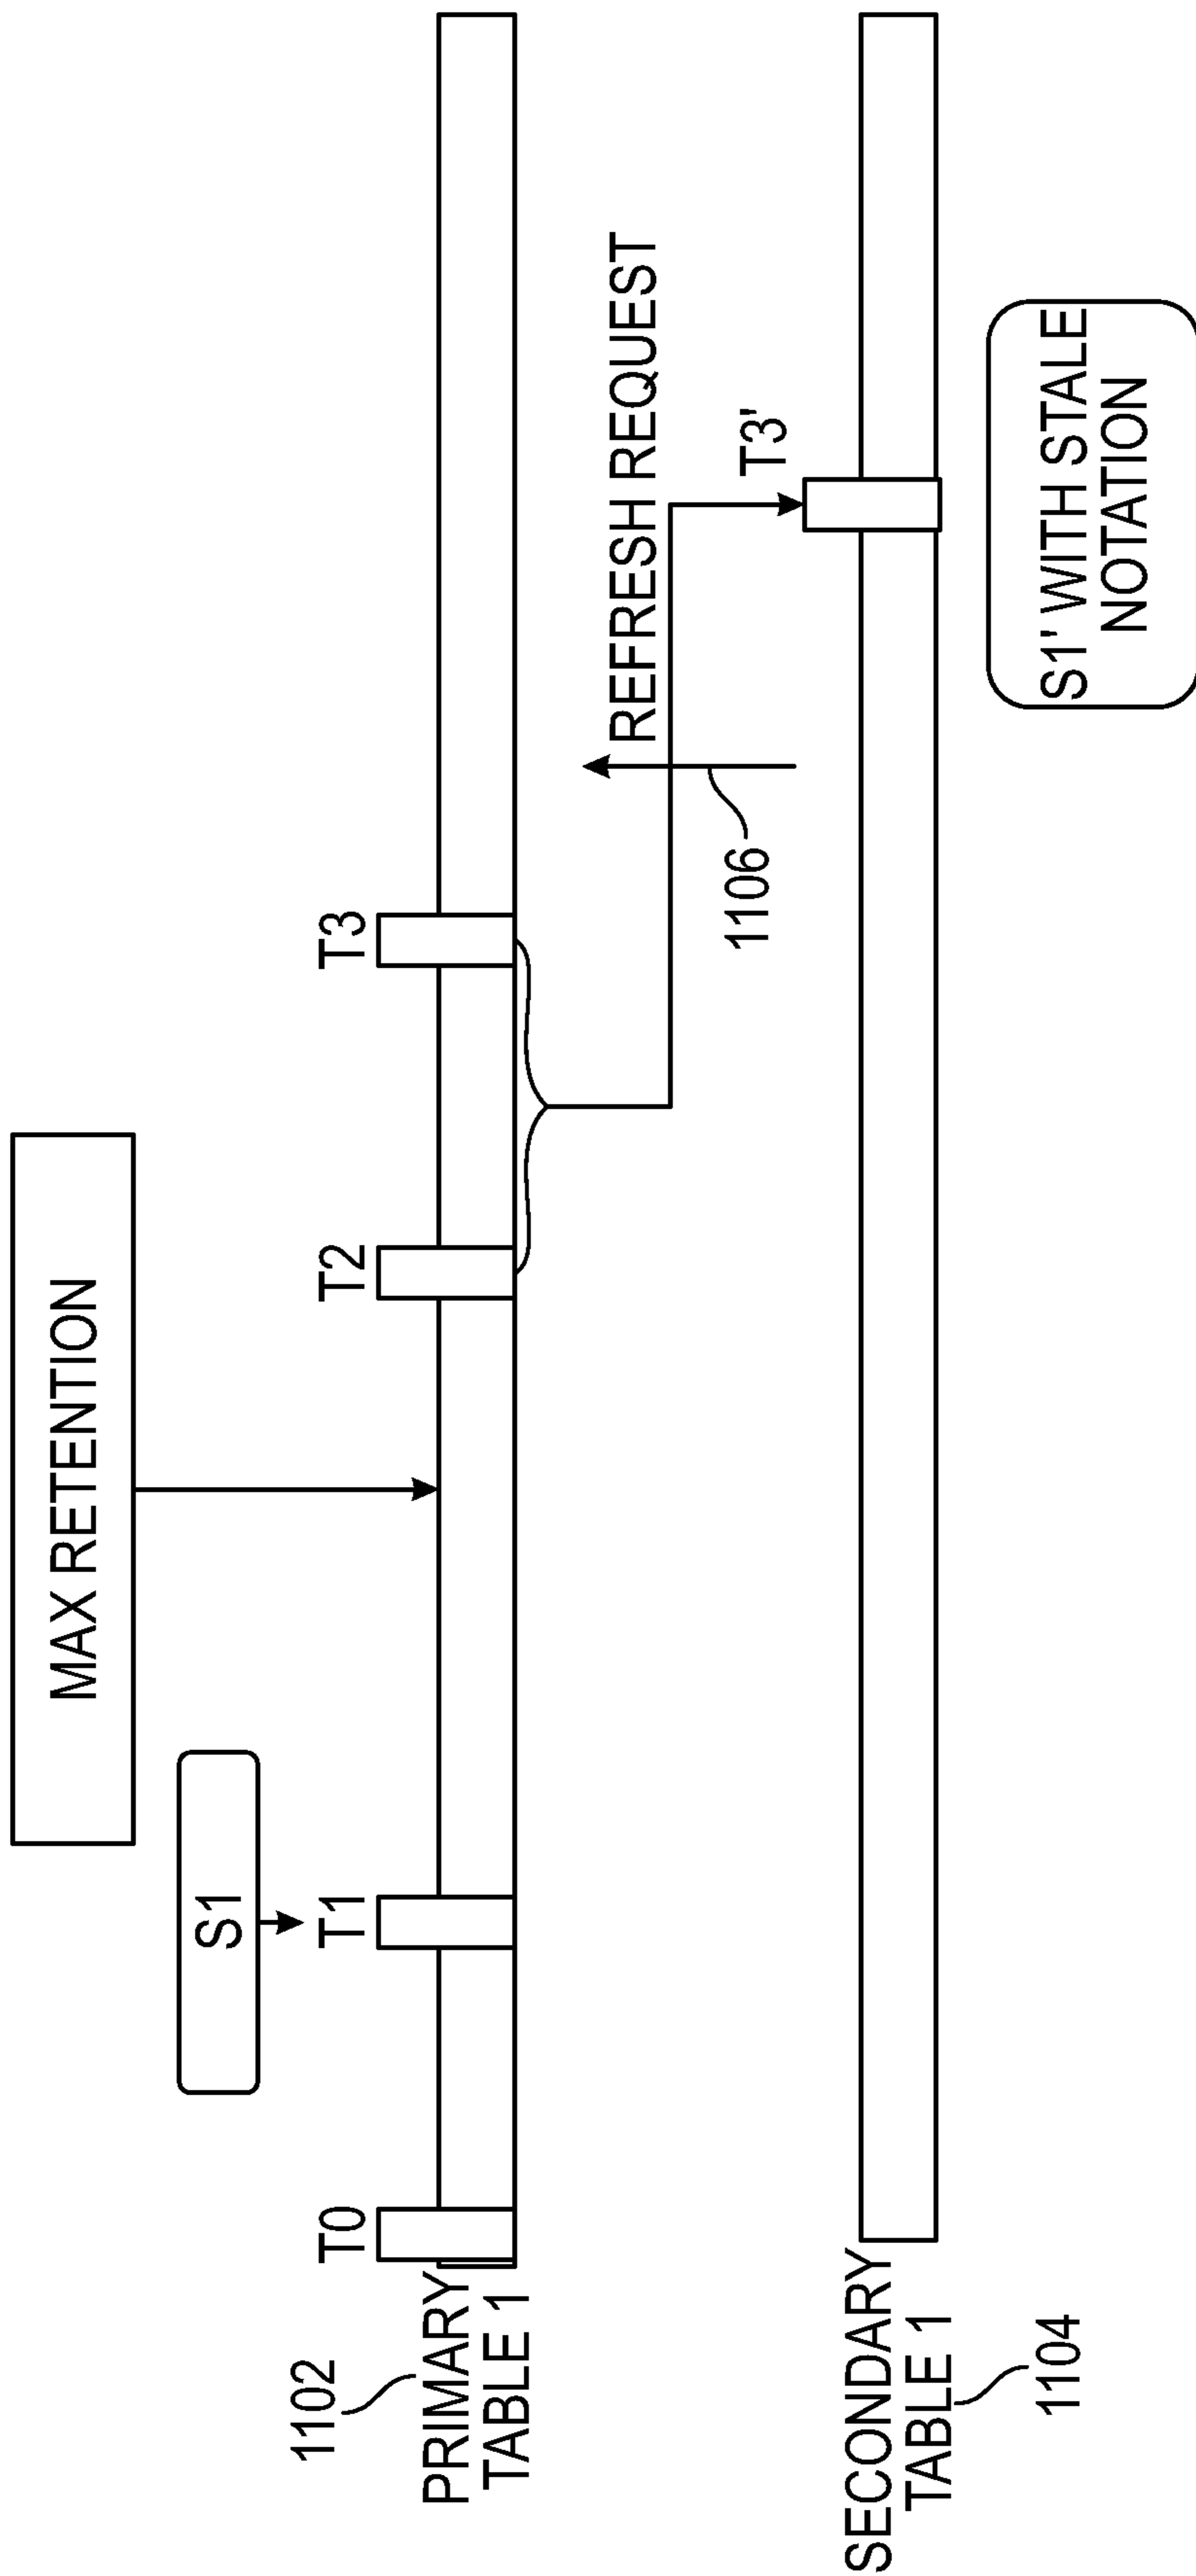 MAX RETENTION
S1
T0
T1
T2
T3
1102
PRIMARY
TABLE 1
REFRESH REQUEST
1106
T3'
SECONDARY
TABLE 1
1104
S1' WITH STALE
NOTATION